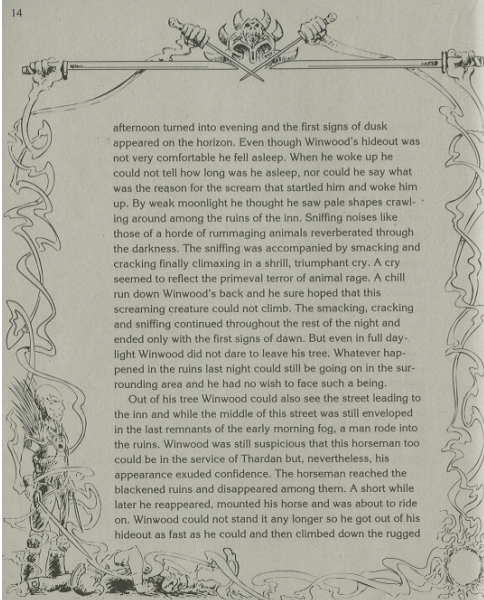 14
afternoon turned into evening and the first signs of dusk
appeared on the horizon. Even though Winwood's hideout was
not very comfortable he fell asleep. When he woke up he
could not tell how long was he asleep, nor could he say what
was the reason for the scream that startled him and woke him
up. By weak moonlight he thought he saw pale shapes crawl-
ing around among the ruins of the inn. Sniffing noises like
those of a horde of rummaging animals reverberated through
the darkness. The sniffing was accompanied by smacking and
cracking finally climaxing in a shrill, triumphant cry. A cry
seemed to reflect the primeval terror of animal rage. A chill
run down Winwood's back and he sure hoped that this
screaming creature could not climb. The smacking, cracking
and sniffing continued throughout the rest of the night and
ended only with the first signs of dawn. But even in full day-
light Winwood did not dare to leave his tree. Whatever hap-
pened in the ruins last night could still be going on in the sur-
rounding area and he had no wish to face such a being.
Out of his tree Winwood could also see the street leading to
the inn and while the middle of this street was still enveloped
in the last remnants of the early morning fog, a man rode into
the ruins. Winwood was still suspicious that this horseman too
could be in the service of Thardan but, nevertheless, his
appearance exuded confidence. The horseman reached the
blackened ruins and disappeared among them. A short while
later he reappeared, mounted his horse and was about to ride
on. Winwood could not stand it any longer so he got out of his
hideout as fast as he could and then climbed down the rugged